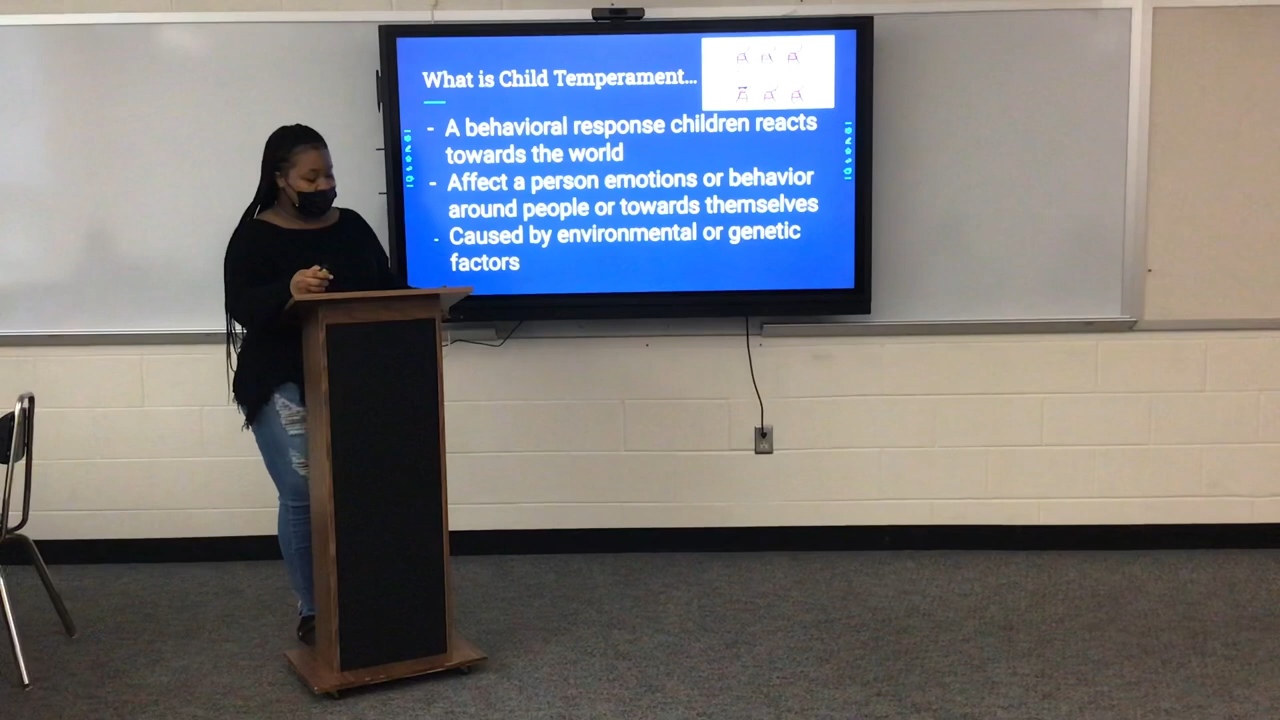 What is Child Temperament...
- A behavioral response children reacts
towards the world
- Affect a person emotions or behavior
around people or towards themselves
- Caused by environmental or genetic
factors